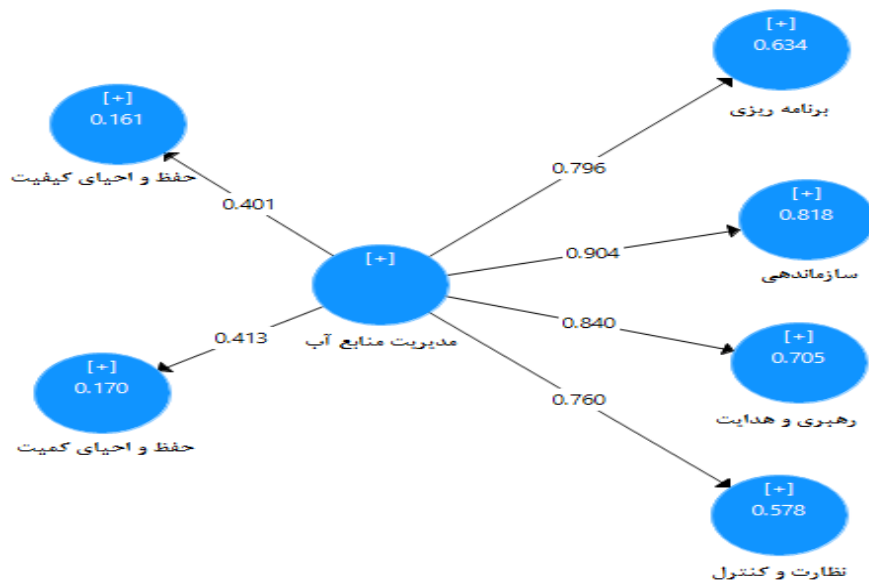 [+]
0.634
برنامه ریزی
[+]
0.161
حفظ و احیای کیفیت
0.796
0.401
[+]
0.818
سازماندهی
0.904
[+]
مدیریت منابع آب
0.840
0.413
[+]
0.705
رهبری و هدایت
[+]
0.170
حفظ و احیای کمیت
0.760
[+]
0.578
نظارت و کنترل